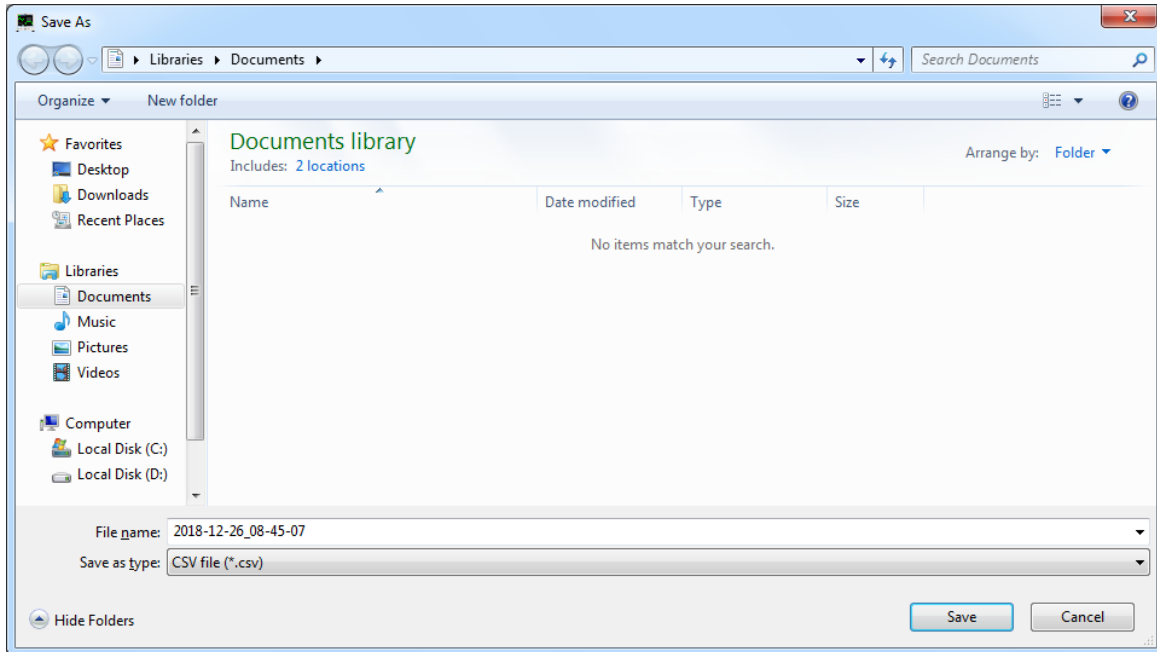 Save As
Libraries Documents
Search Documents
Organize New folder
Favorites
Desktop
Downloads
Recent Places
Libraries
Documents
Music
Pictures
Videos
Computer
Local Disk (C:)
Local Disk (D:)
Documents library
Includes: 2 locations
Arrange by: Folder
Name Date modified Type Size
No items match your search.
File name: 2018-12-26_08-45-07
Save as type: CSV file (*.csv)
Hide Folders
Save Cancel